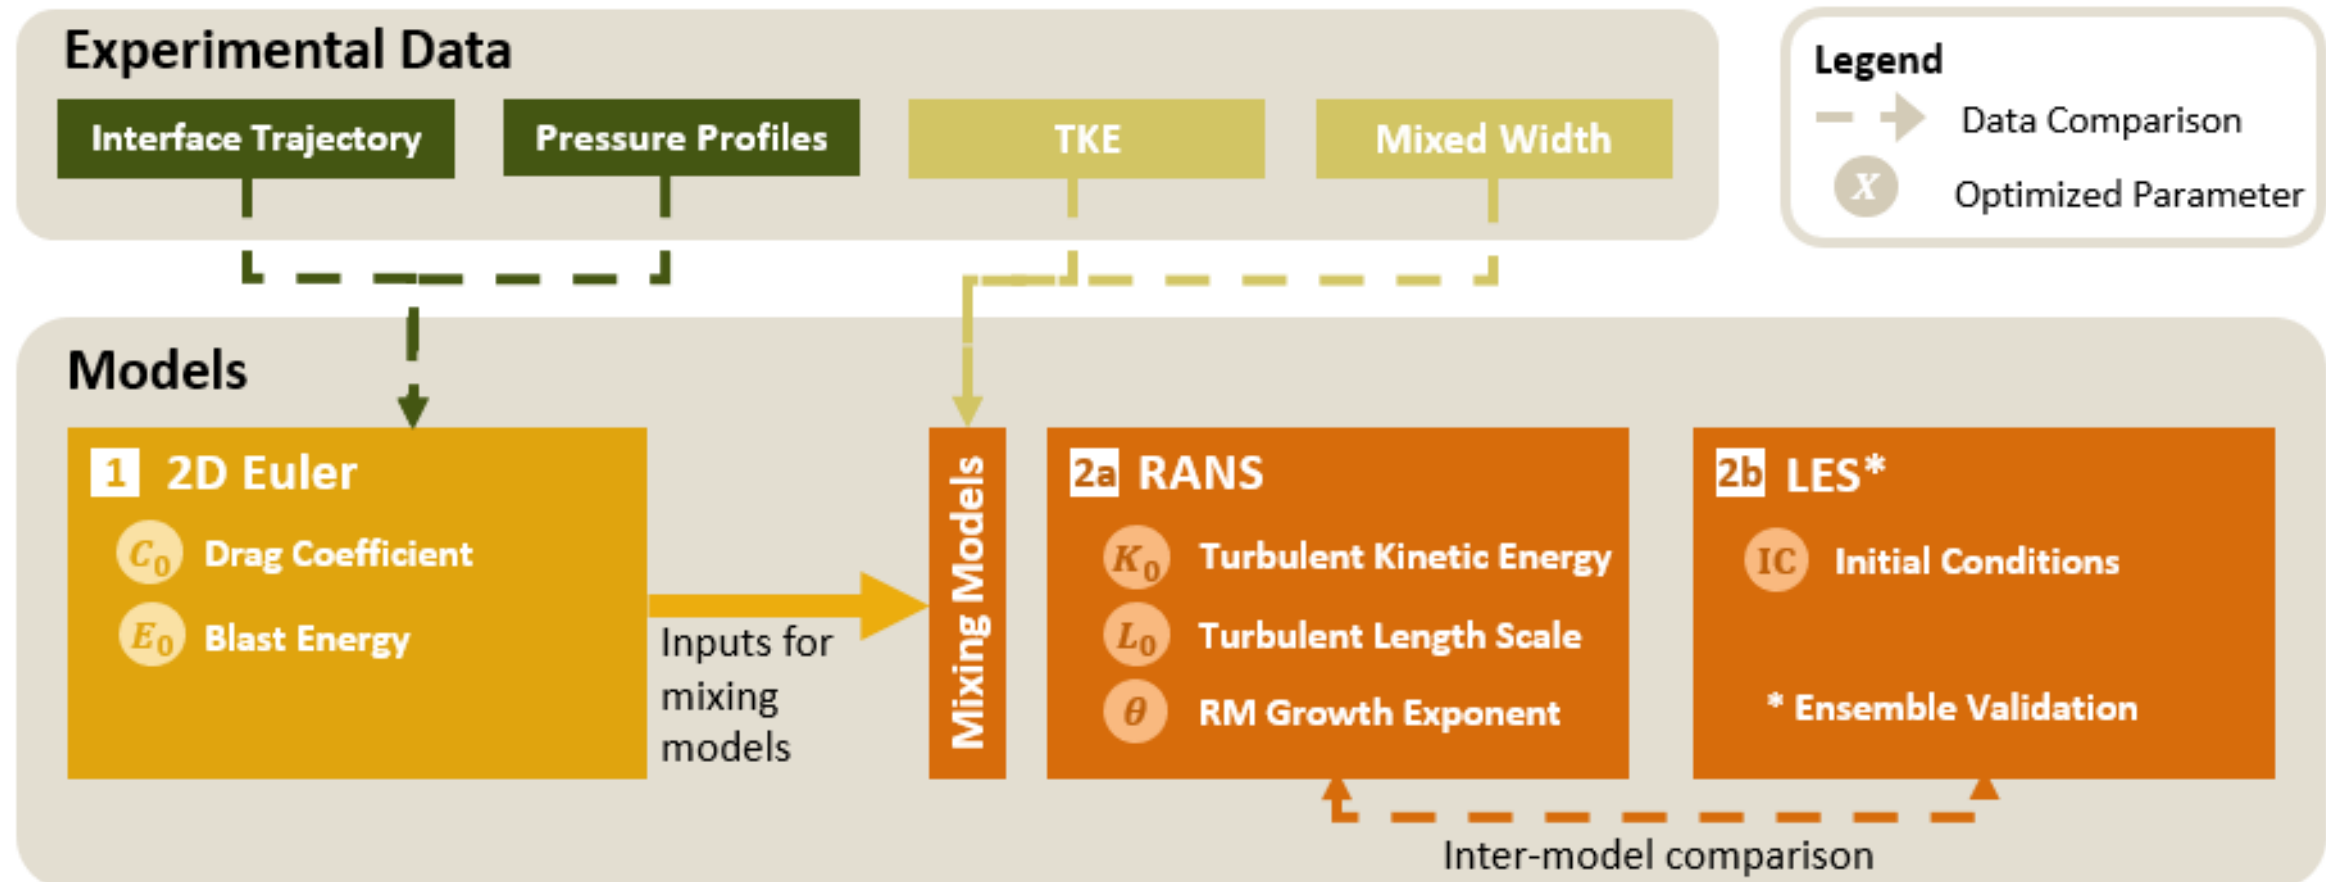 Experimental Data
Interface Trajectory
Pressure Profiles
TKE
Mixed Width
Legend
Data Comparison
X Optimized Parameter
Models
1 2D Euler
C₀ Drag Coefficient
E₀ Blast Energy
Inputs for
mixing
models
Mixing Models
2a RANS
K₀ Turbulent Kinetic Energy
L₀ Turbulent Length Scale
θ RM Growth Exponent
2b LES*
IC Initial Conditions
* Ensemble Validation
Inter-model comparison